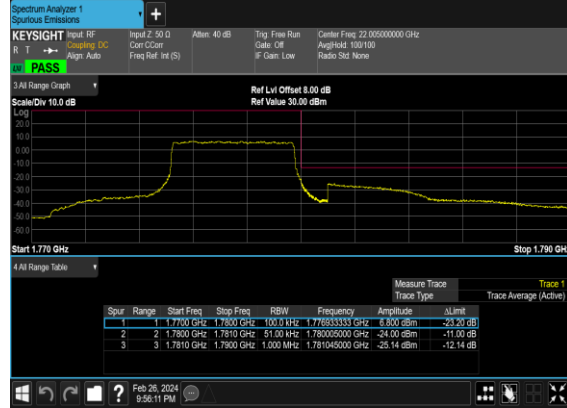 Spectrum Analyzer 1
Spurious Emissions
+
KEYSIGHT Input: RF Input Z: 50 Ω Atten: 40 dB Trig: Free Run Center Freq: 22.005000000 GHz
R T Coupling: DC Corr CCorr Gate: Off Avg|Hold: 100/100
Align: Auto Freq Ref: Int (S) IF Gain: Low Radio Std: None
PASS
3 All Range Graph
Ref Lvl Offset 8.00 dB
Scale/Div 10.0 dB Ref Value 30.00 dBm
Log
20.0
10.0
0.00
-10.0
-20.0
-30.0
-40.0
-50.0
-60.0
Start 1.770 GHz Stop 1.790 GHz
4 All Range Table
Measure Trace Trace 1
Trace Type Trace Average (Active)
Spur Range Start Freq Stop Freq RBW Frequency Amplitude ΔLimit
1 1 1.7700 GHz 1.7800 GHz 100.0 kHz 1.776933333 GHz 6.800 dBm -23.20 dB
2 2 1.7800 GHz 1.7810 GHz 51.00 kHz 1.780005000 GHz -24.00 dBm -11.00 dB
3 3 1.7810 GHz 1.7900 GHz 1.000 MHz 1.781045000 GHz -25.14 dBm -12.14 dB
? Feb 26, 2024
9:56:11 PM